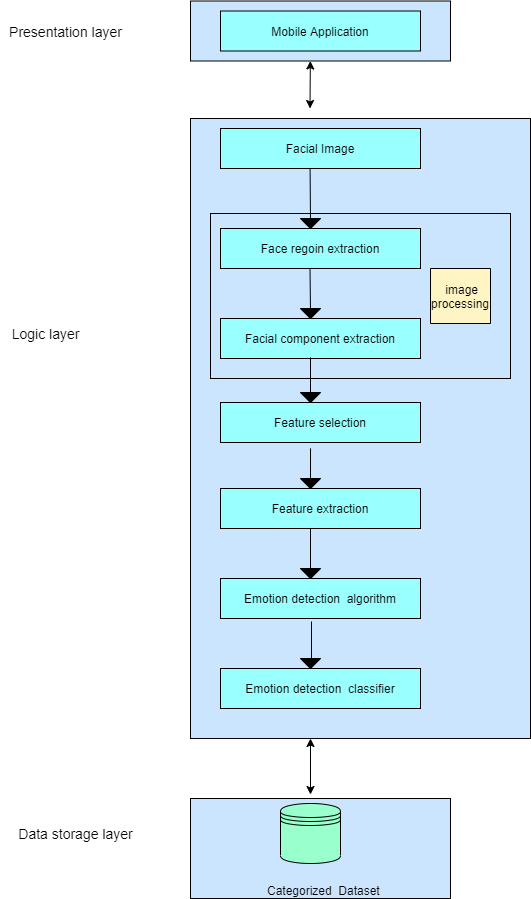 Presentation layer
Mobile Application
Facial Image
Face regoin extraction
image
processing
Logic layer
Facial component extraction
Feature selection
Feature extraction
Emotion detection  algorithm
Emotion detection  classifier
Data storage layer
Categorized  Dataset